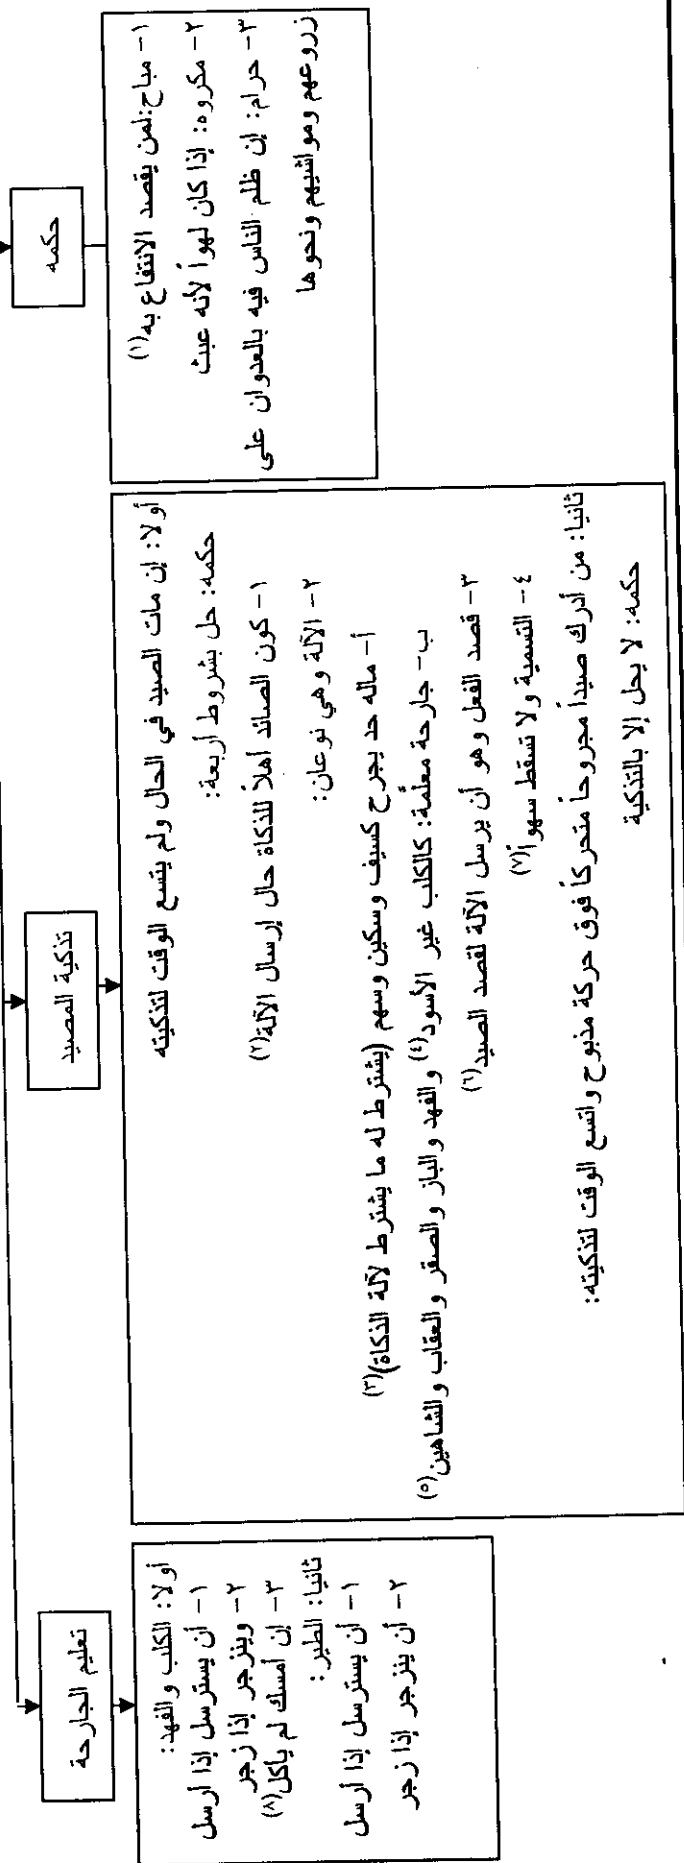 حكمه
١- مباح: لمن يقصد الانتفاع به (١)
٢- مكروه: إذا كان لهواً لأنه عبث
٣- حرام: إن ظلم الناس فيه بالعدوان على
زروعهم ومواشيهم ونحوها
تذكية المصيد
أولا: إن مات الصيد في الحال ولم يتسع الوقت لتذكيته
حكمه: حل بشروط أربعة:
١- كون الصائد أهلاً للذكاة حال إرسال الآلة (٢)
٢- الآلة وهي نوعان:
أ- ماله حد يجرح كسيف وسكين وسهم (يشترط له ما يشترط لآلة الذكاة) (٣)
ب- جارحة معلَّمة: كالكلب غير الأسود (٤) والفهد والباز والصقر والعقاب والشاهين (٥)
٣- قصد الفعل وهو أن يرسل الآلة لقصد الصيد (٦)
٤- التسمية ولا تسقط سهواً (٧)
ثانيا: من أدرك صيداً مجروحاً متحركاً فوق حركة مذبوح واتسع الوقت لتذكيته:
حكمه: لا يحل إلا بالتذكية
تعليم الجارحة
أولا: الكلب والفهد:
١- أن يسترسل إذا أرسل
٢- وينزجر إذا زجر
٣- إن أمسك لم يأكل (٨)
ثانيا: الطير:
١- أن يسترسل إذا أرسل
٢- أن ينزجر إذا زجر